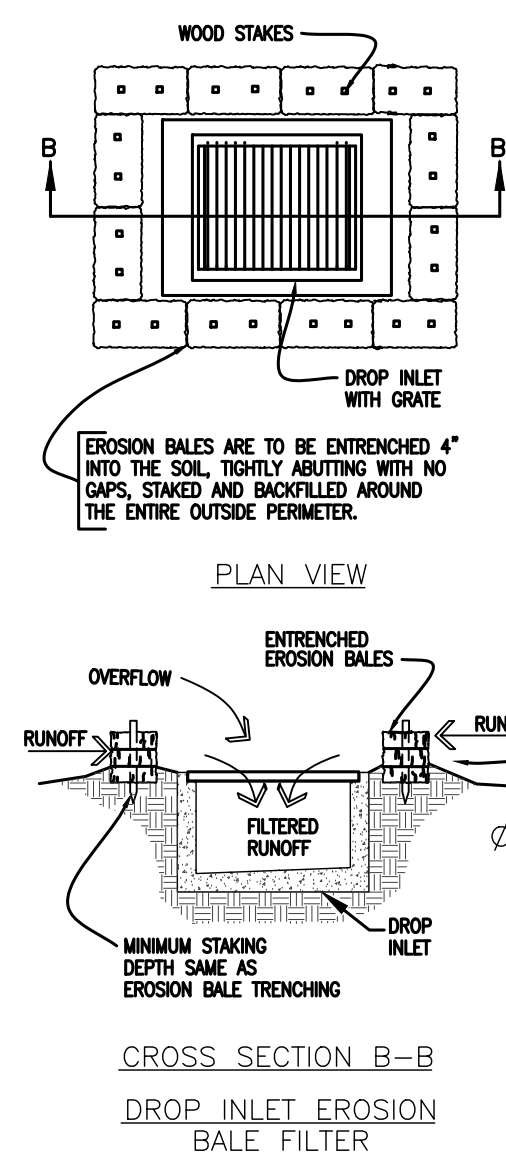 WOOD STAKES
B
B
DROP INLET
WITH GRATE
EROSION BALES ARE TO BE ENTRENCHED 4"
INTO THE SOIL, TIGHTLY ABUTTING WITH NO
GAPS, STAKED AND BACKFILLED AROUND
THE ENTIRE OUTSIDE PERIMETER.
PLAN VIEW
ENTRENCHED
EROSION BALES
OVERFLOW
RUNOFF
RUN
FILTERED
RUNOFF
DROP
INLET
MINIMUM STAKING
DEPTH SAME AS
EROSION BALE TRENCHING
CROSS SECTION B-B
DROP INLET EROSION
BALE FILTER